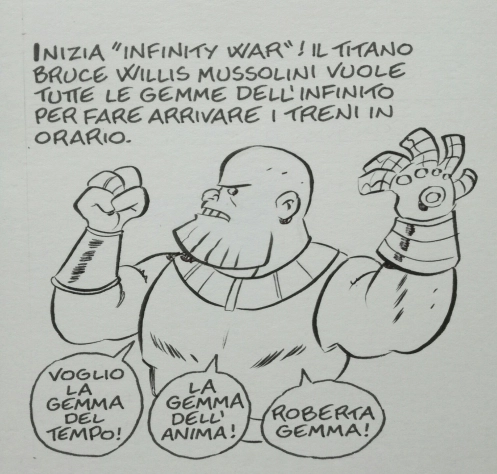 INIZIA "INFINITY WAR"! IL TITANO
BRUCE WILLIS MUSSOLINI VUOLE
TUTTE LE GEMME DELL'INFINITO
PER FARE ARRIVARE I TRENI IN
ORARIO.
VOGLIO
LA
GEMMA
DEL
TEMPO!
LA
GEMMA
DELL'
ANIMA!
ROBERTA
GEMMA!